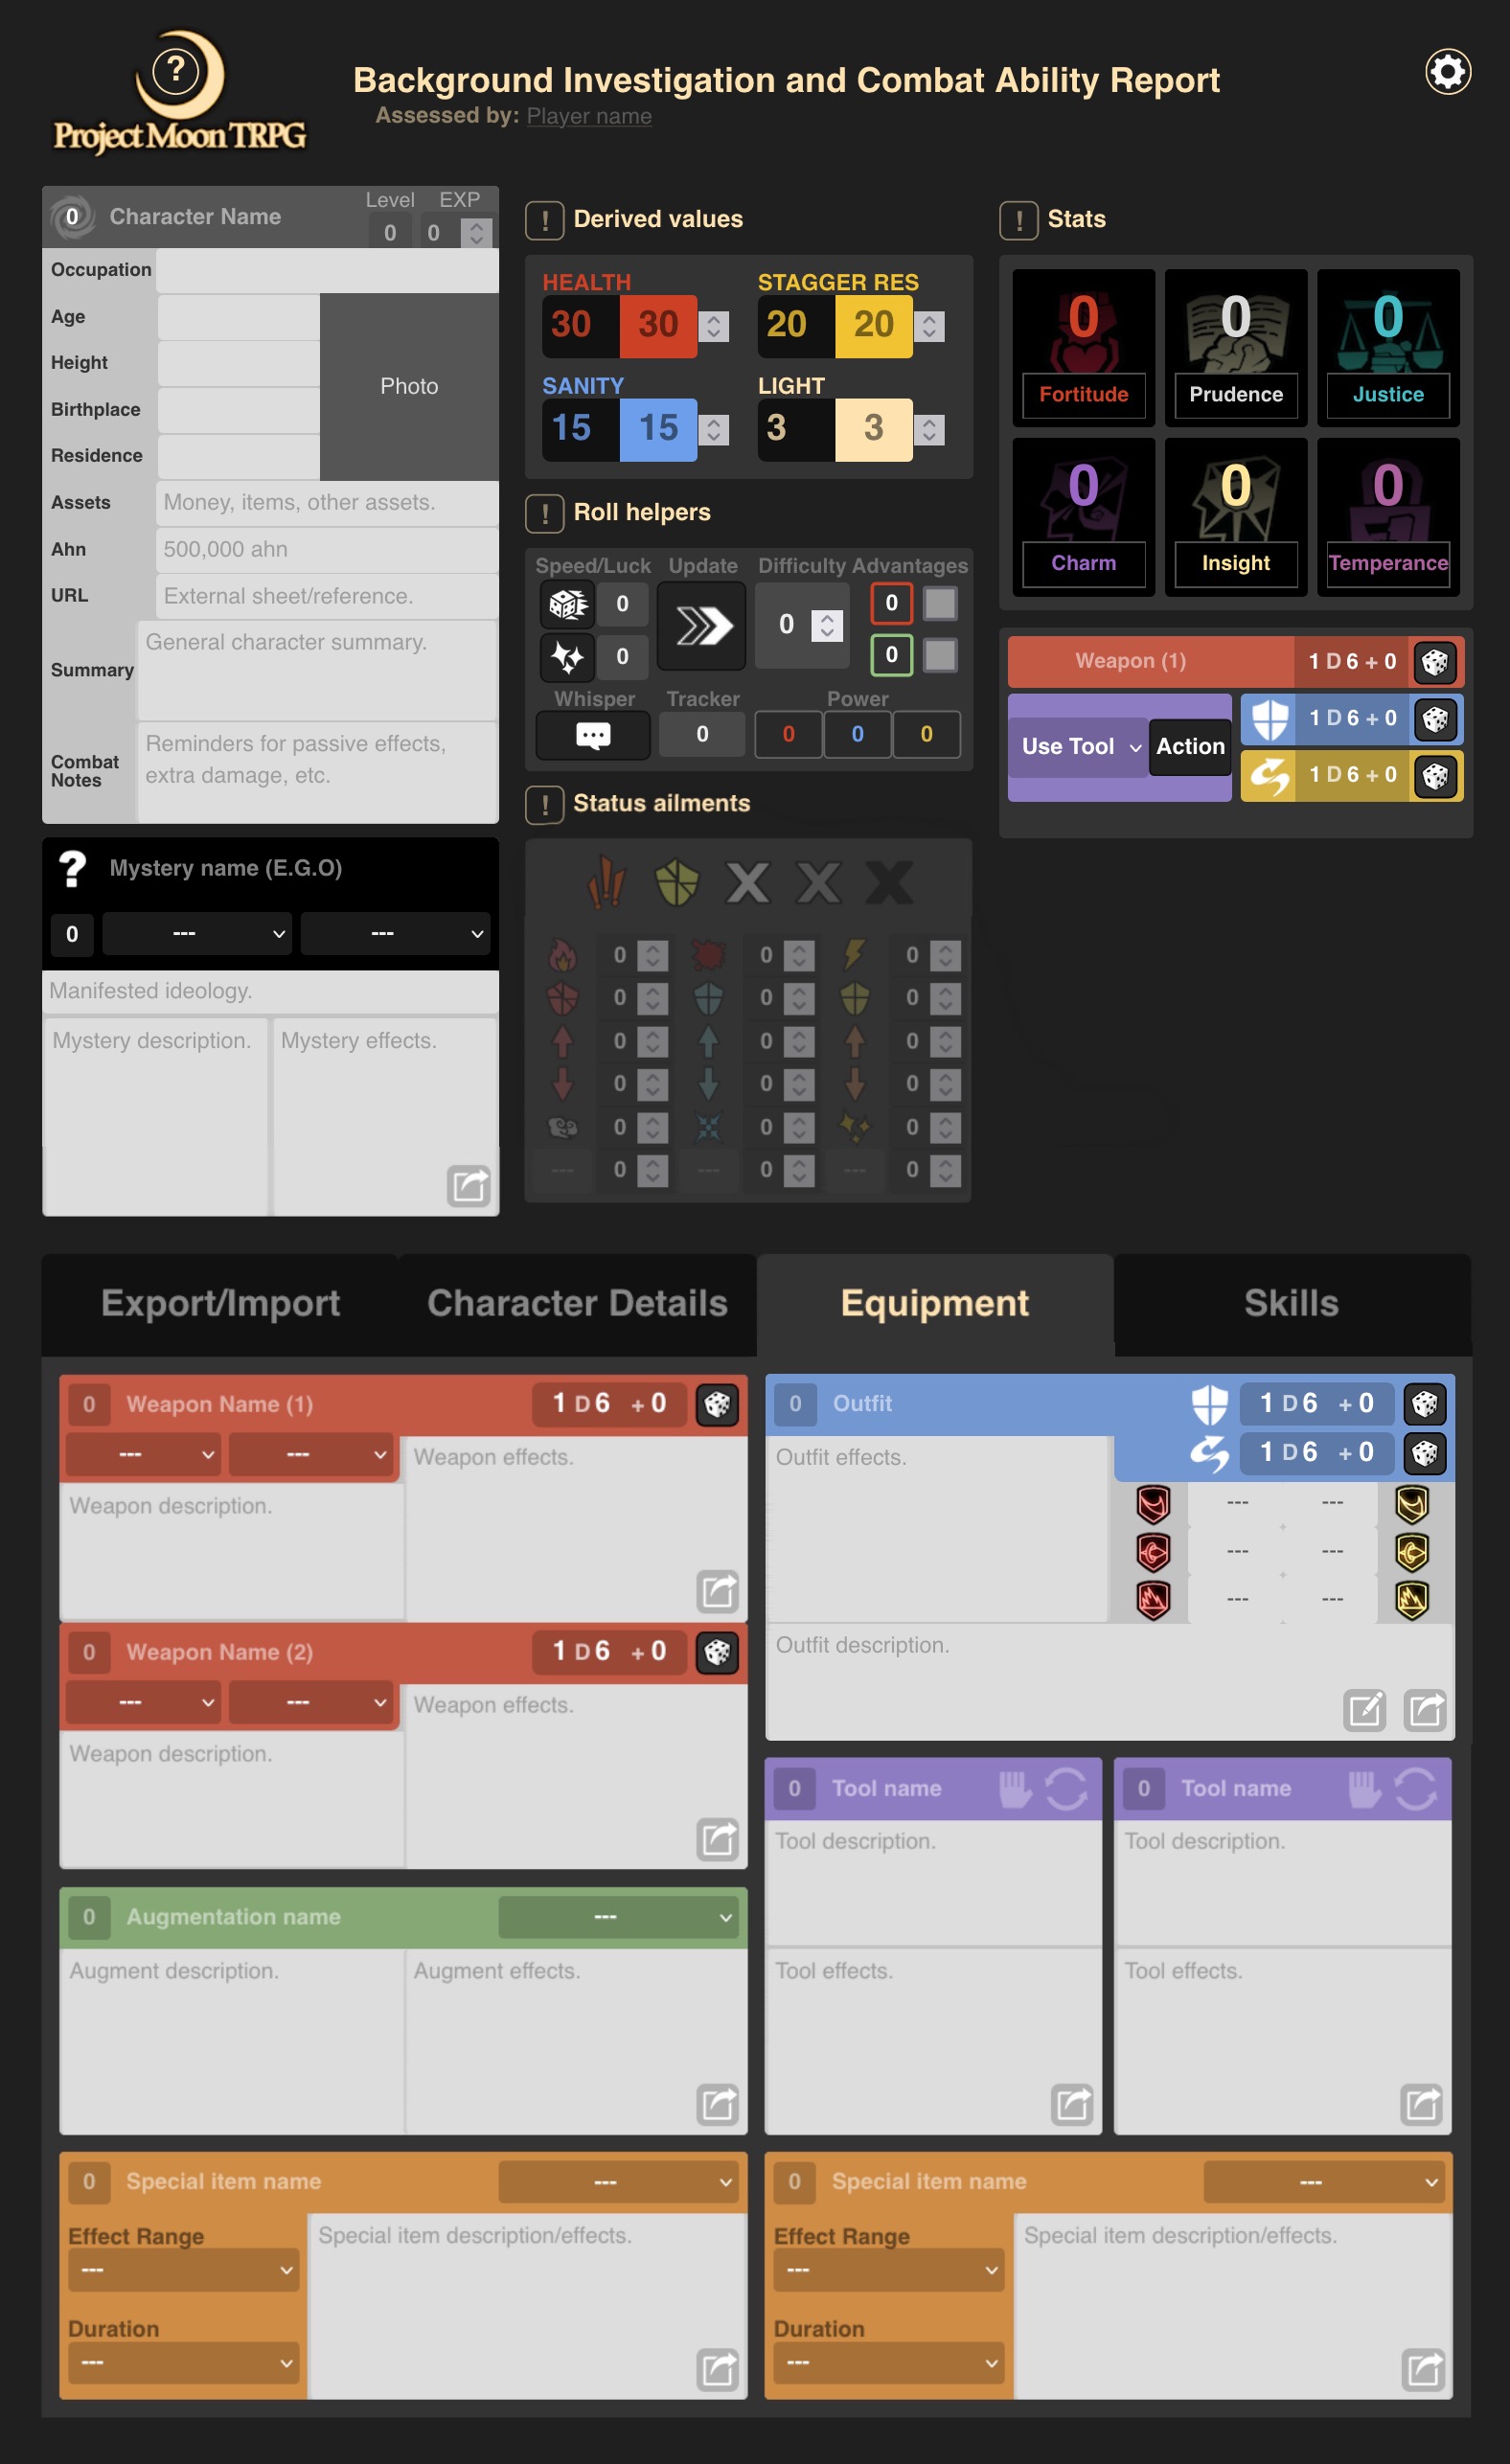 ?
Project Moon TRPG
Background Investigation and Combat Ability Report
Assessed by: Player name
0 Character Name
Level EXP
0 0
Occupation
Age
Height
Birthplace
Residence
Photo
Assets Money, items, other assets.
Ahn 500,000 ahn
URL External sheet/reference.
Summary General character summary.
Combat Notes
Reminders for passive effects,
extra damage, etc.
? Mystery name (E.G.O)
0 --- ---
Manifested ideology.
Mystery description. Mystery effects.
! Derived values
HEALTH STAGGER RES
30 30 20 20
SANITY LIGHT
15 15 3 3
! Roll helpers
Speed/Luck Update Difficulty Advantages
0 0 0
0 0
Whisper Tracker Power
0 0 0 0
! Status ailments
0 0 0
0 0 0
0 0 0
0 0 0
0 0 0
--- 0 --- 0 --- 0
! Stats
0 0 0
Fortitude Prudence Justice
0 0 0
Charm Insight Temperance
Weapon (1) 1 D 6 + 0
Use Tool Action
1 D 6 + 0
1 D 6 + 0
Export/Import Character Details Equipment Skills
0 Weapon Name (1) 1 D 6 + 0
--- ---
Weapon effects.
Weapon description.
0 Weapon Name (2) 1 D 6 + 0
--- ---
Weapon effects.
Weapon description.
0 Augmentation name ---
Augment description. Augment effects.
0 Special item name ---
Effect Range
---
Duration
---
Special item description/effects.
0 Outfit 1 D 6 + 0
1 D 6 + 0
Outfit effects.
--- ---
--- ---
--- ---
Outfit description.
0 Tool name
Tool description.
Tool effects.
0 Tool name
Tool description.
Tool effects.
0 Special item name ---
Effect Range
---
Duration
---
Special item description/effects.